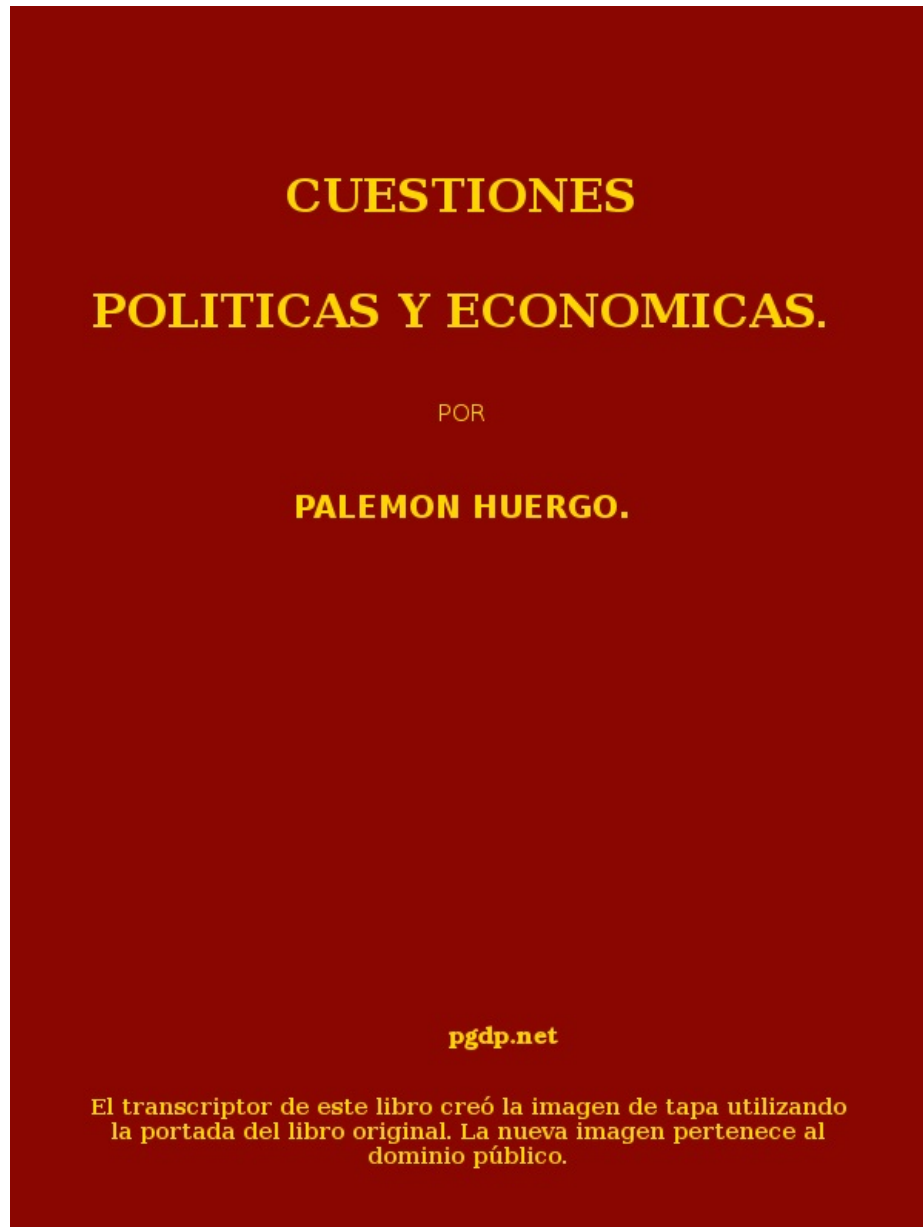 CUESTIONES
POLITICAS Y ECONOMICAS.
POR
PALEMON HUERGO.
pgdp.net
El transcriptor de este libro creó la imagen de tapa utilizando
la portada del libro original. La nueva imagen pertenece al
dominio público.